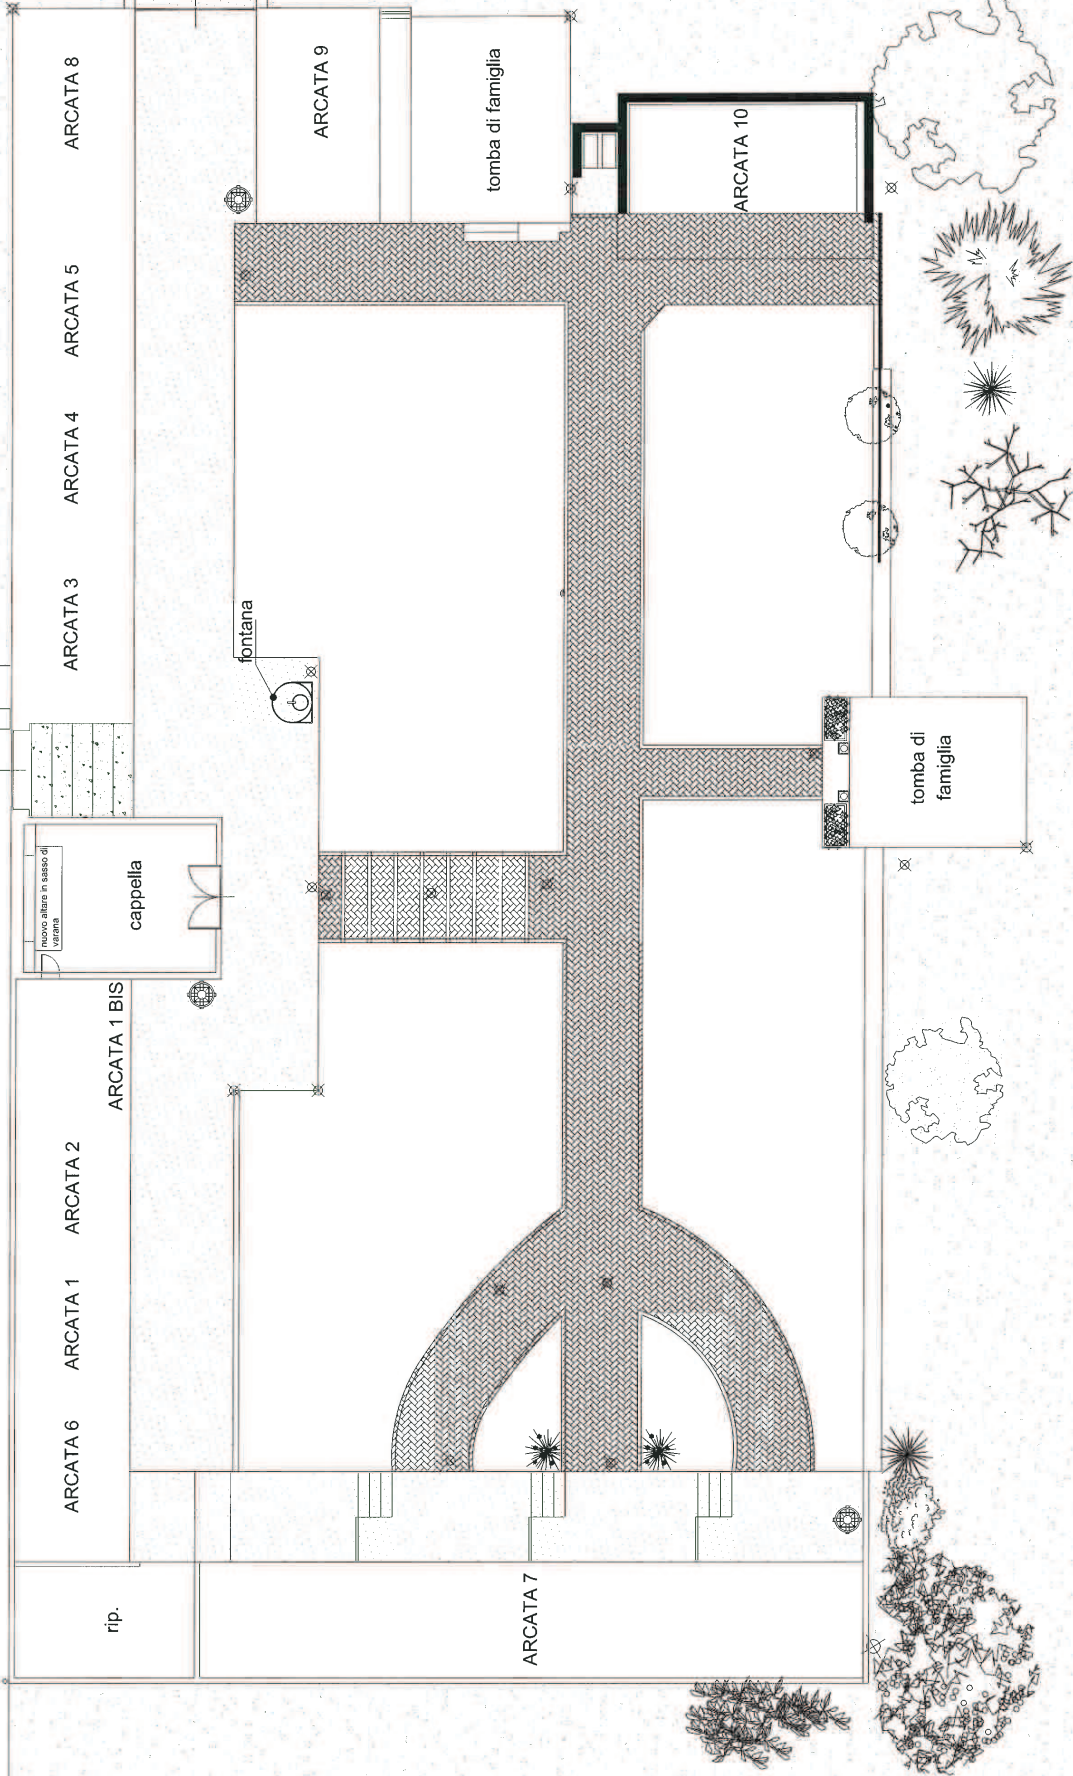 ARCATA 8
ARCATA 9
tomba di famiglia
ARCATA 10
ARCATA 5
ARCATA 4
ARCATA 3
fontana
tomba di
famiglia
nuovo altare in sasso di
varana
cappella
ARCATA 1 BIS
ARCATA 2
ARCATA 1
ARCATA 6
rip.
ARCATA 7